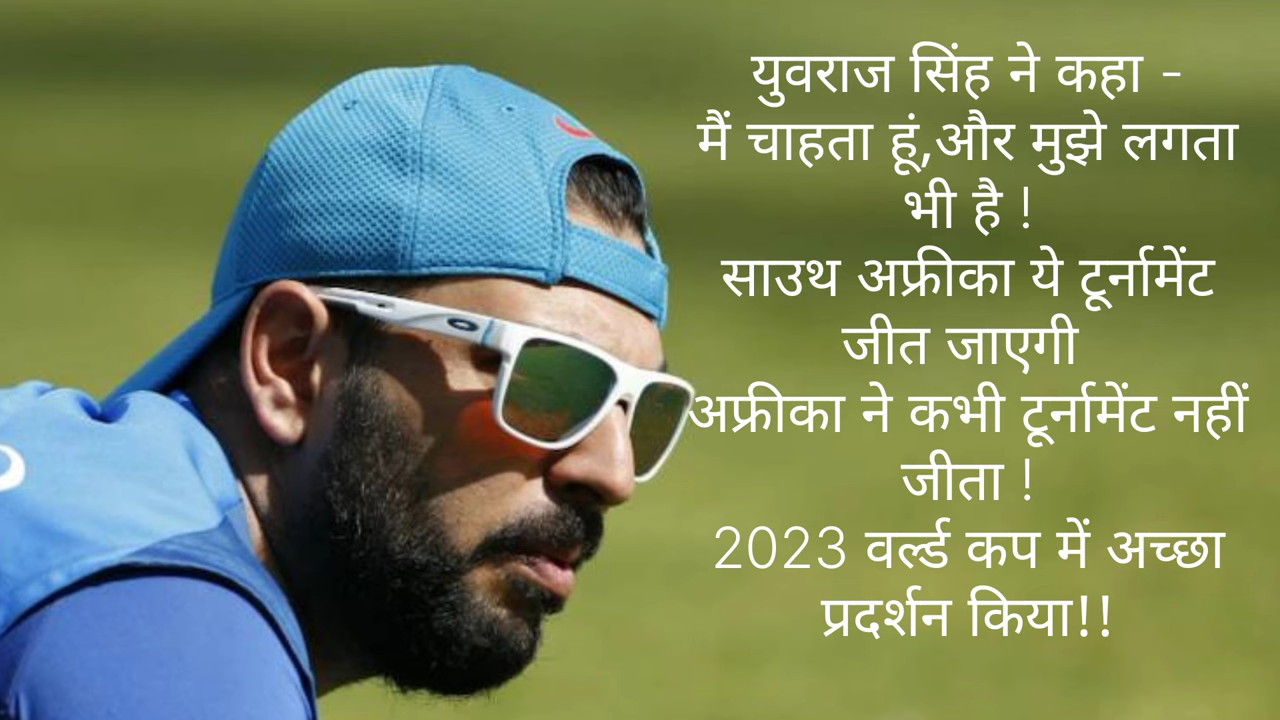 युवराज सिंह ने कहा -
मैं चाहता हूं,और मुझे लगता
भी है !
साउथ अफ्रीका ये टूर्नामेंट
जीत जाएगी
अफ्रीका ने कभी टूर्नामेंट नहीं
जीता !
2023 वर्ल्ड कप में अच्छा
प्रदर्शन किया!!